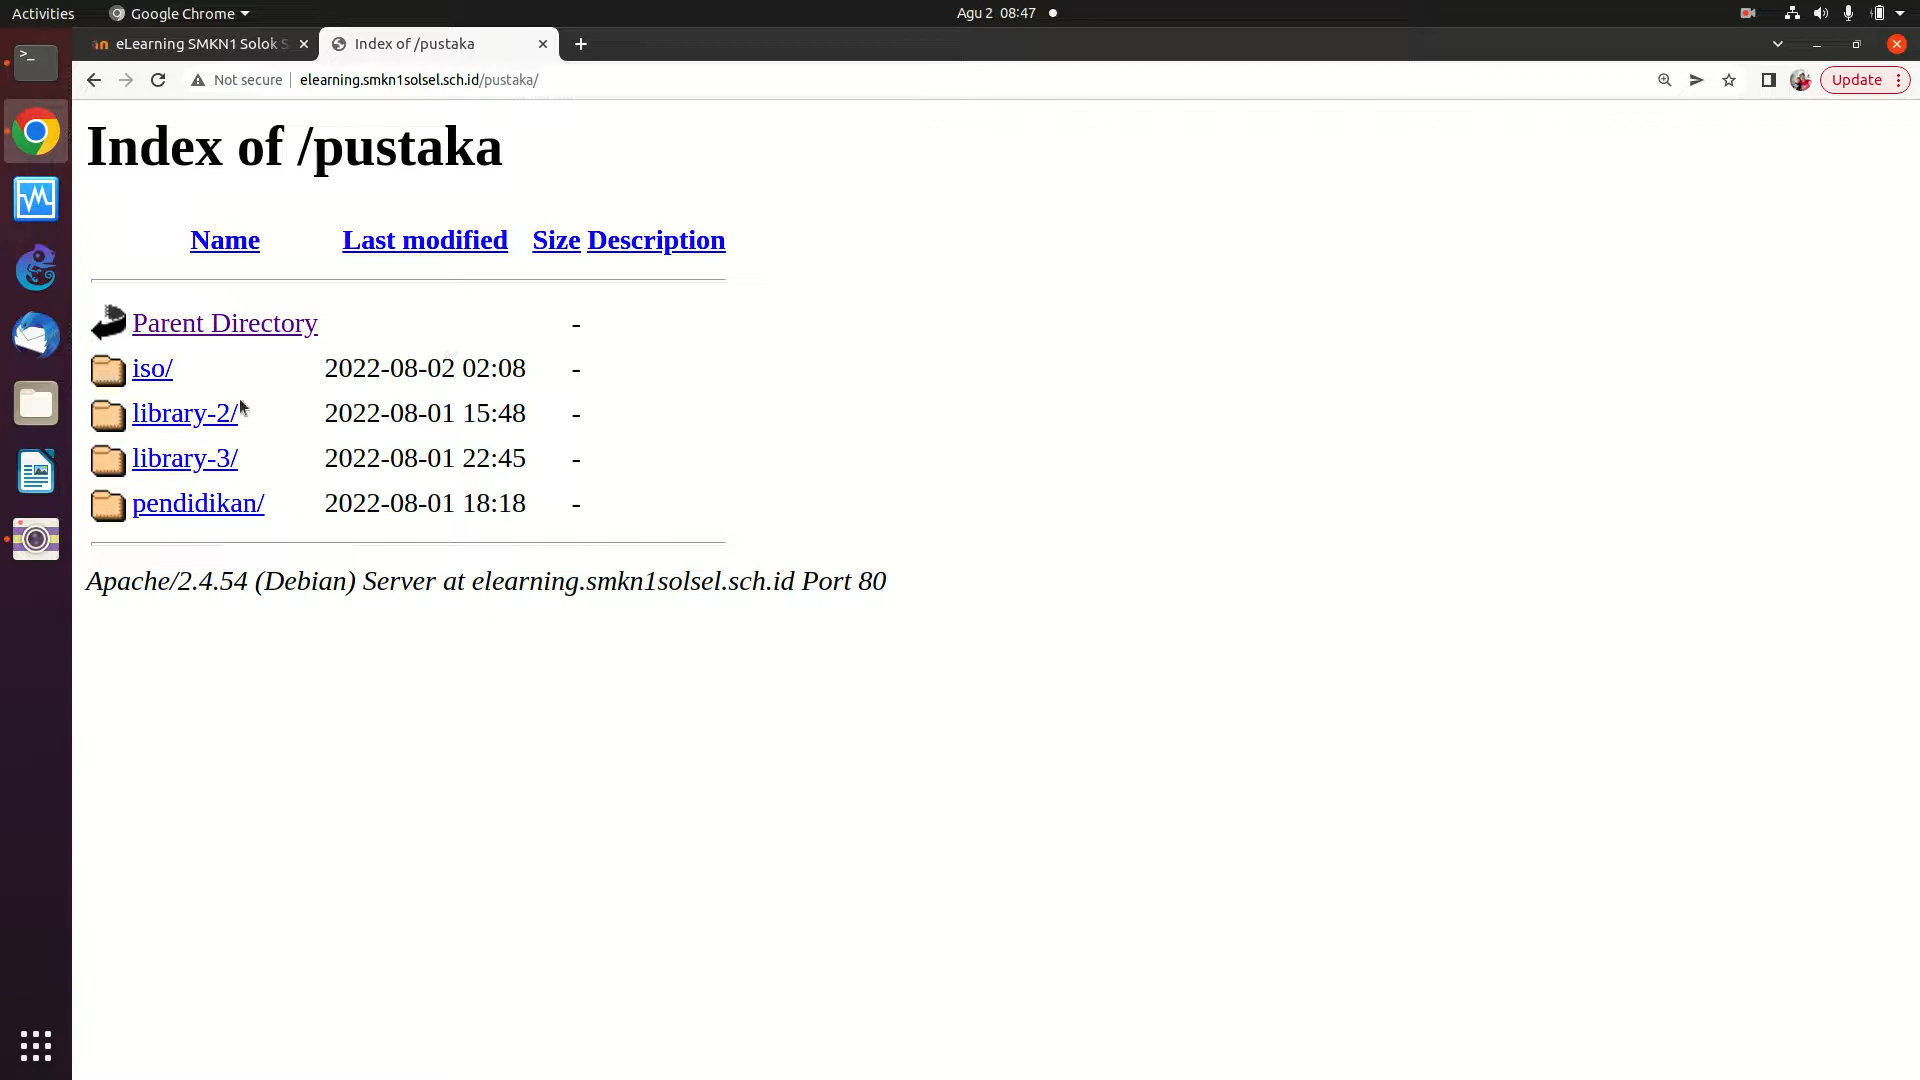 Activities Google Chrome Agu 2 08:47
eLearning SMKN1 Solok S Index of /pustaka
Not secure elearning.smkn1solsel.sch.id/pustaka/ Update
Index of /pustaka
Name Last modified Size Description
Parent Directory -
iso/ 2022-08-02 02:08 -
library-2/ 2022-08-01 15:48 -
library-3/ 2022-08-01 22:45 -
pendidikan/ 2022-08-01 18:18 -
Apache/2.4.54 (Debian) Server at elearning.smkn1solsel.sch.id Port 80